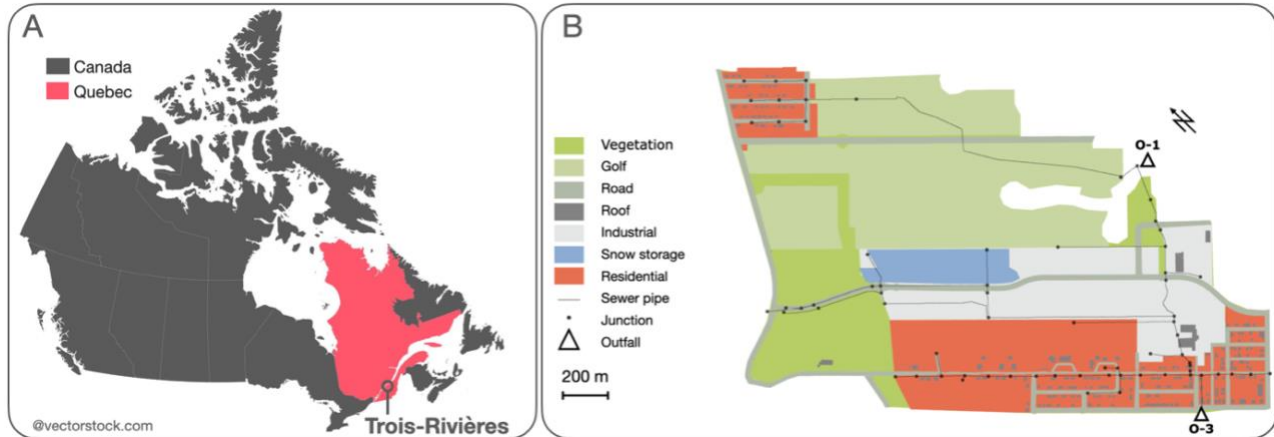 A
Canada
Quebec
Trois-Rivières
@vectorstock.com
B
Vegetation
Golf
Road
Roof
Industrial
Snow storage
Residential
Sewer pipe
Junction
Outfall
200 m
N
O-1
O-3